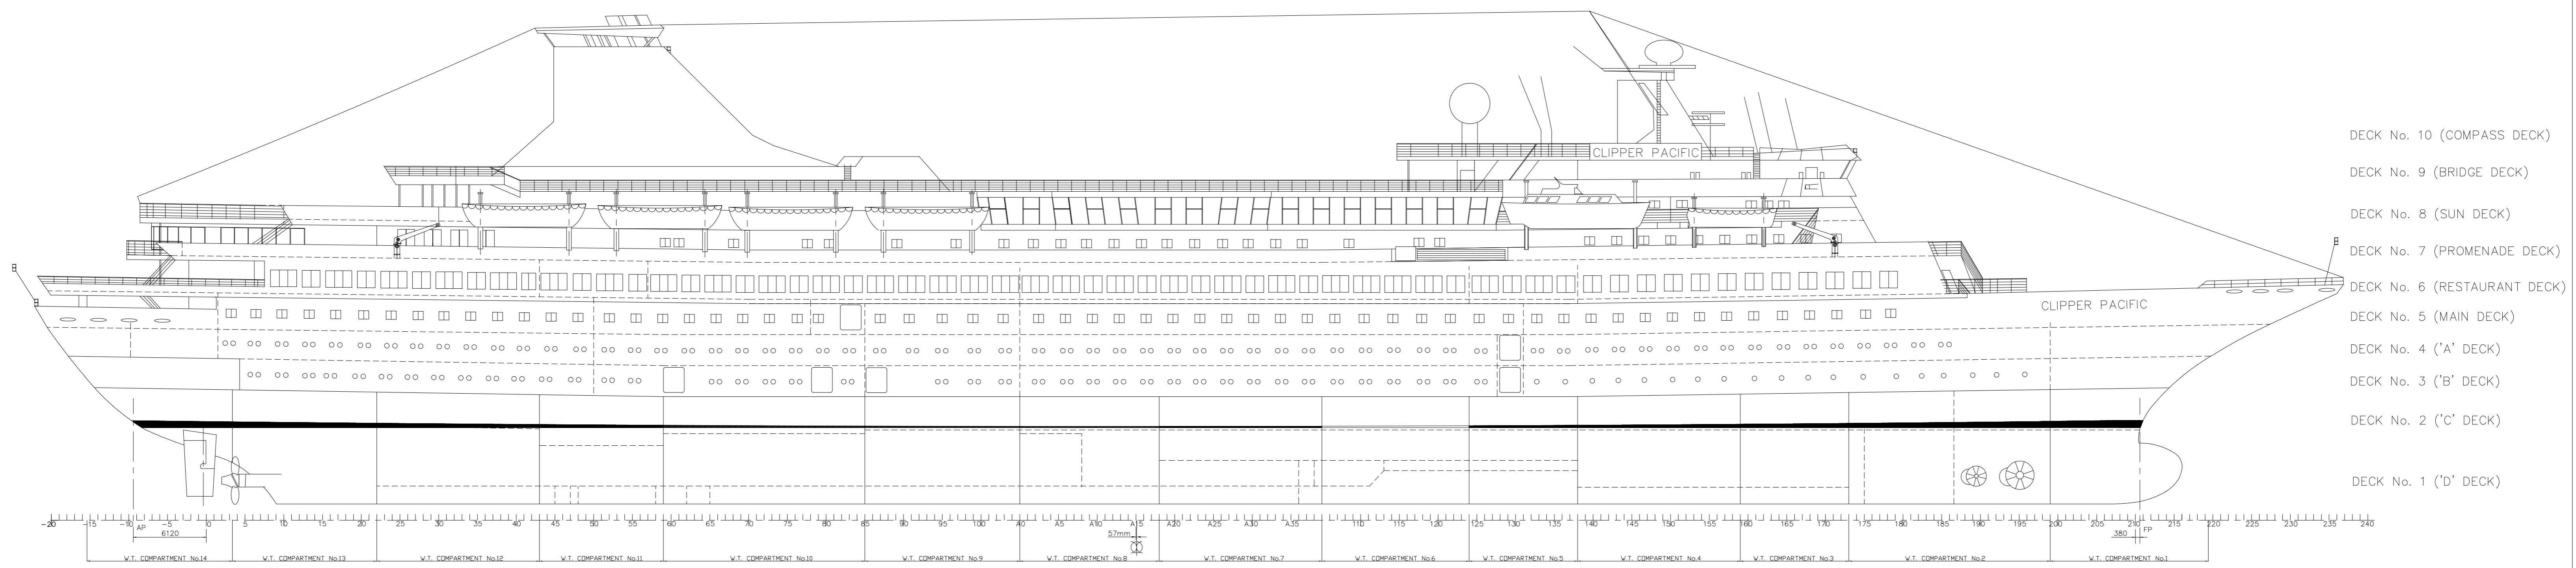 CLIPPER PACIFIC
CLIPPER PACIFIC
DECK No. 10 (COMPASS DECK)
DECK No. 9 (BRIDGE DECK)
DECK No. 8 (SUN DECK)
DECK No. 7 (PROMENADE DECK)
DECK No. 6 (RESTAURANT DECK)
DECK No. 5 (MAIN DECK)
DECK No. 4 ('A' DECK)
DECK No. 3 ('B' DECK)
DECK No. 2 ('C' DECK)
DECK No. 1 ('D' DECK)
-20 -15 -10 -5 0 5 10 15 20 25 30 35 40 45 50 55 60 65 70 75 80 85 90 95 100 A0 A5 A10 A15 A20 A25 A30 A35 110 115 120 125 130 135 140 145 150 155 160 165 170 175 180 185 190 195 200 205 210 215 220 225 230 235 240
AP FP
6120 57mm 380
W.T. COMPARTMENT No.14 W.T. COMPARTMENT No.13 W.T. COMPARTMENT No.12 W.T. COMPARTMENT No.11 W.T. COMPARTMENT No.10 W.T. COMPARTMENT No.9 W.T. COMPARTMENT No.8 W.T. COMPARTMENT No.7 W.T. COMPARTMENT No.6 W.T. COMPARTMENT No.5 W.T. COMPARTMENT No.4 W.T. COMPARTMENT No.3 W.T. COMPARTMENT No.2 W.T. COMPARTMENT No.1